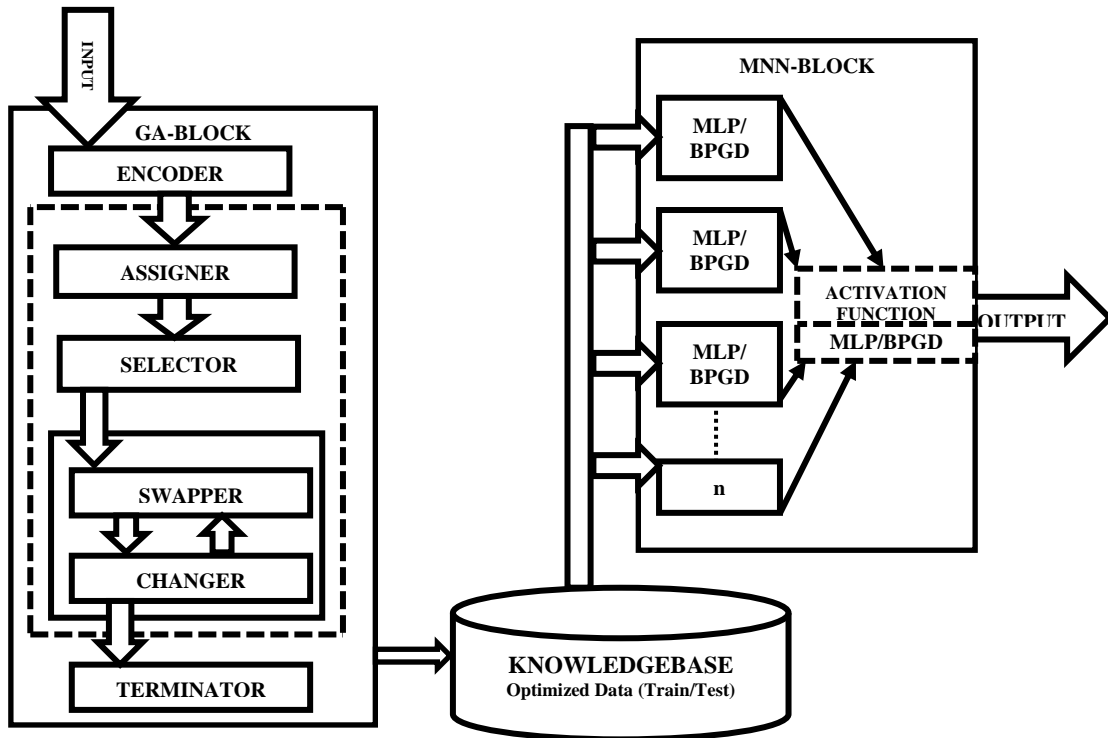 INPUT
GA-BLOCK
ENCODER
ASSIGNER
SELECTOR
SWAPPER
CHANGER
TERMINATOR
KNOWLEDGEBASE
Optimized Data (Train/Test)
MNN-BLOCK
MLP/
BPGD
MLP/
BPGD
MLP/
BPGD
n
ACTIVATION
FUNCTION
MLP/BPGD
OUTPUT